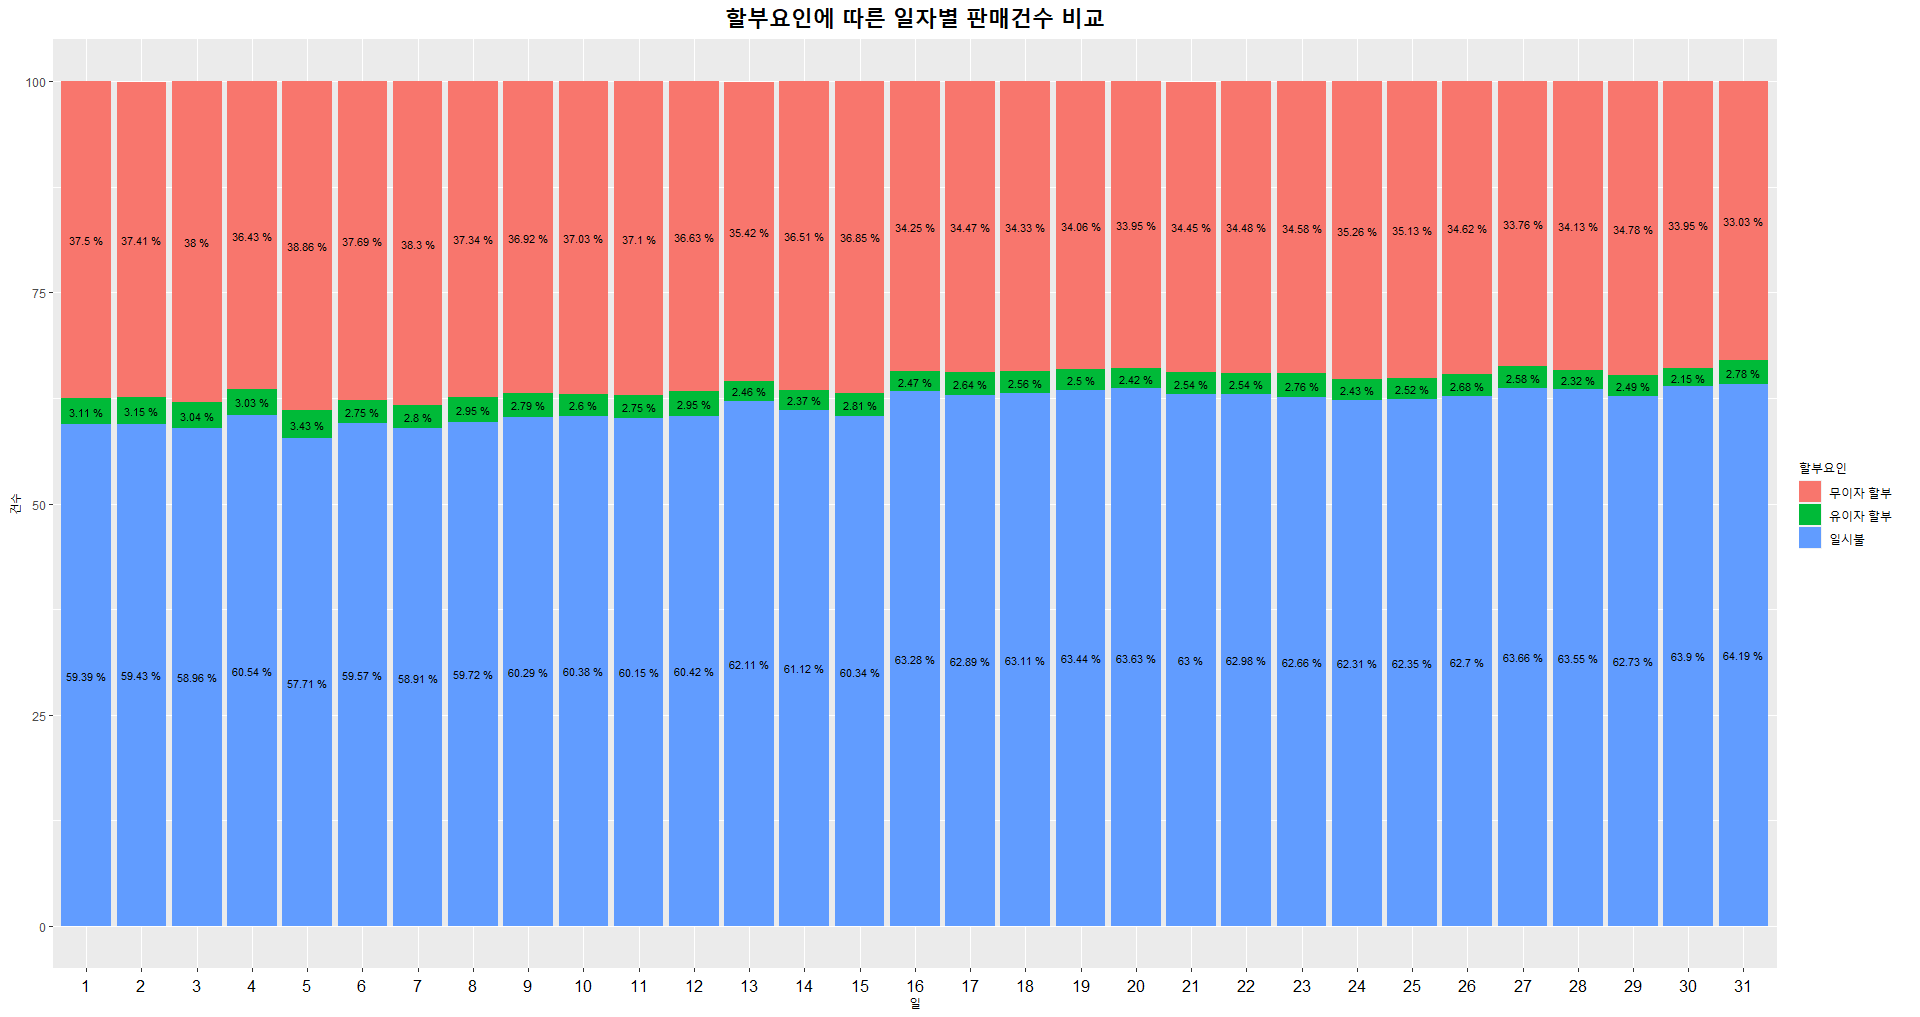 할부요인에 따른 일자별 판매건수 비교
100
75
50
25
0
건수
37.5 % 37.41 % 38 % 36.43 % 38.86 % 37.69 % 38.3 % 37.34 % 36.92 % 37.03 % 37.1 % 36.63 % 35.42 % 36.51 % 36.85 % 34.25 % 34.47 % 34.33 % 34.06 % 33.95 % 34.45 % 34.48 % 34.58 % 35.26 % 35.13 % 34.62 % 33.76 % 34.13 % 34.78 % 33.95 % 33.03 %
3.11 % 3.15 % 3.04 % 3.03 % 3.43 % 2.75 % 2.8 % 2.95 % 2.79 % 2.6 % 2.75 % 2.95 % 2.46 % 2.37 % 2.81 % 2.47 % 2.64 % 2.56 % 2.5 % 2.42 % 2.54 % 2.54 % 2.76 % 2.43 % 2.52 % 2.68 % 2.58 % 2.32 % 2.49 % 2.15 % 2.78 %
59.39 % 59.43 % 58.96 % 60.54 % 57.71 % 59.57 % 58.91 % 59.72 % 60.29 % 60.38 % 60.15 % 60.42 % 62.11 % 61.12 % 60.34 % 63.28 % 62.89 % 63.11 % 63.44 % 63.63 % 63 % 62.98 % 62.66 % 62.31 % 62.35 % 62.7 % 63.66 % 63.55 % 62.73 % 63.9 % 64.19 %
1 2 3 4 5 6 7 8 9 10 11 12 13 14 15 16 17 18 19 20 21 22 23 24 25 26 27 28 29 30 31
일
할부요인
무이자 할부
유이자 할부
일시불